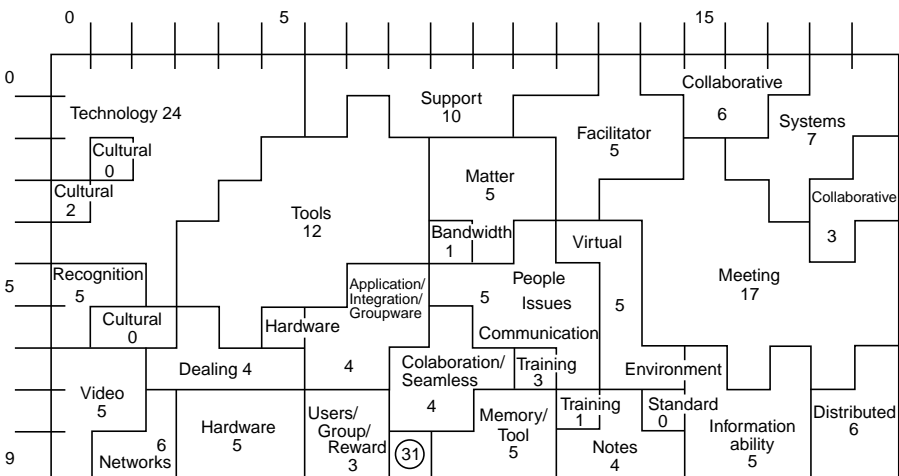 0
5
15
0
Technology 24
Support
10
Collaborative
6
Facilitator
5
Systems
7
Cultural
0
Cultural
2
Matter
5
Tools
12
Collaborative
3
Bandwidth
1
Virtual
5
Recognition
5
Application/
Integration/
Groupware
4
People
5
Issues
5
Meeting
17
Cultural
0
Hardware
Communication
Dealing 4
Colaboration/
Seamless
4
Training
3
Environment
Video
5
Hardware
5
Users/
Group/
Reward
3
Memory/
Tool
5
Training
1
Standard
0
Information
ability
5
Distributed
6
6
Networks
31
Notes
4
9